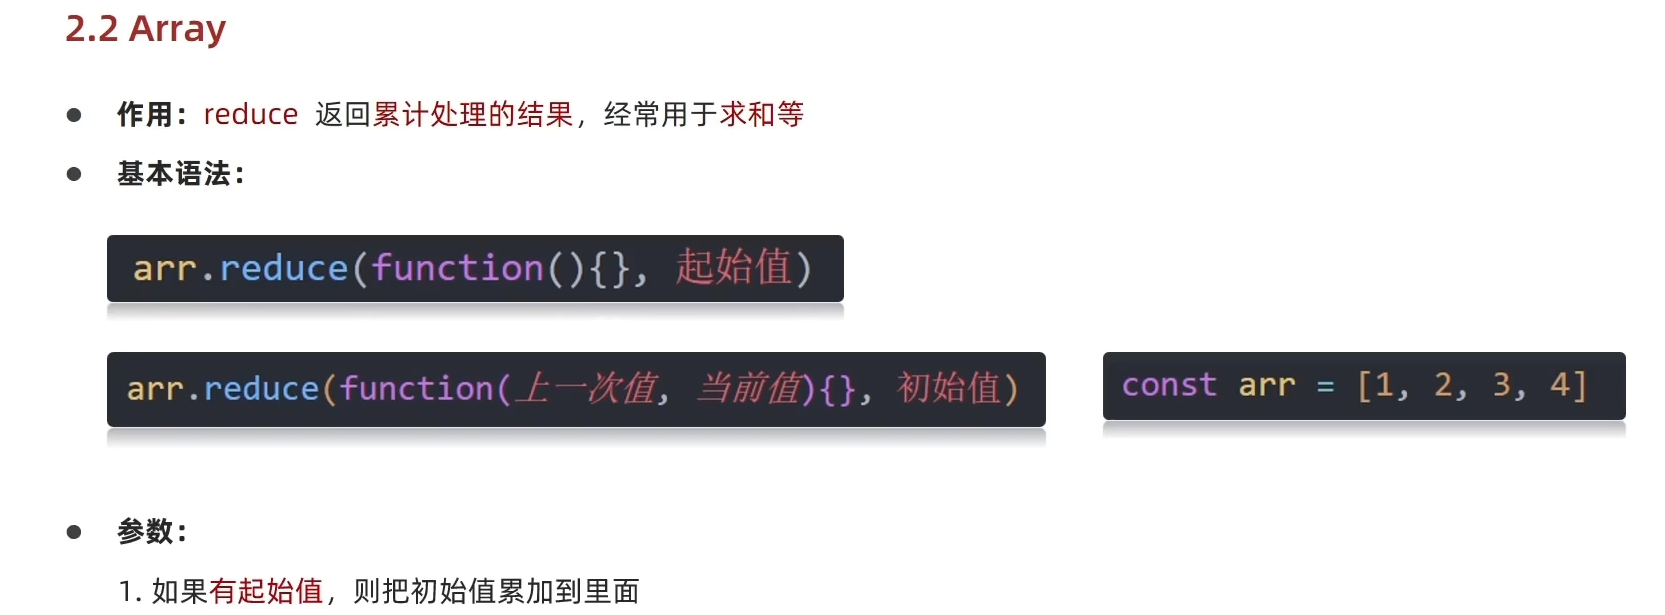 2.2 Array
作用：reduce 返回累计处理的结果，经常用于求和等
基本语法：
arr.reduce(function(){}, 起始值)
arr.reduce(function(上一次值, 当前值){}, 初始值)
const arr = [1, 2, 3, 4]
参数：
1. 如果有起始值，则把初始值累加到里面